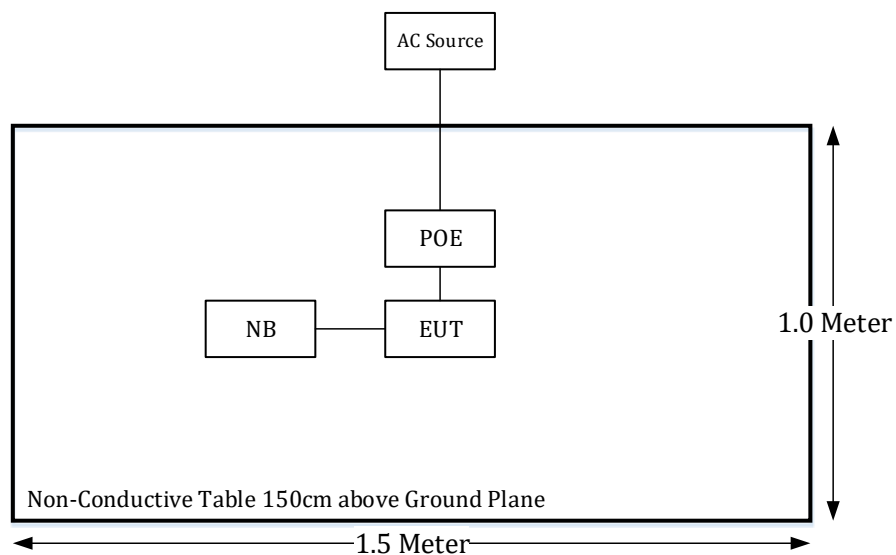 AC Source
POE
NB
EUT
1.0 Meter
Non-Conductive Table 150cm above Ground Plane
1.5 Meter